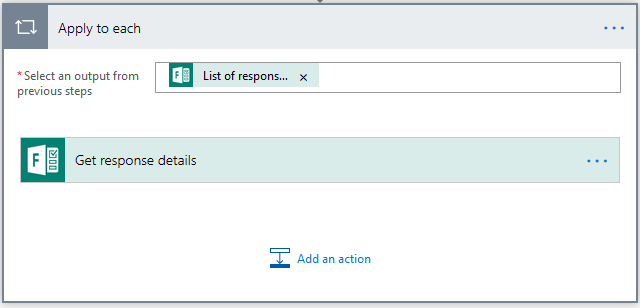 Apply to each
* Select an output from
previous steps
F List of respons... x
F Get response details
Add an action